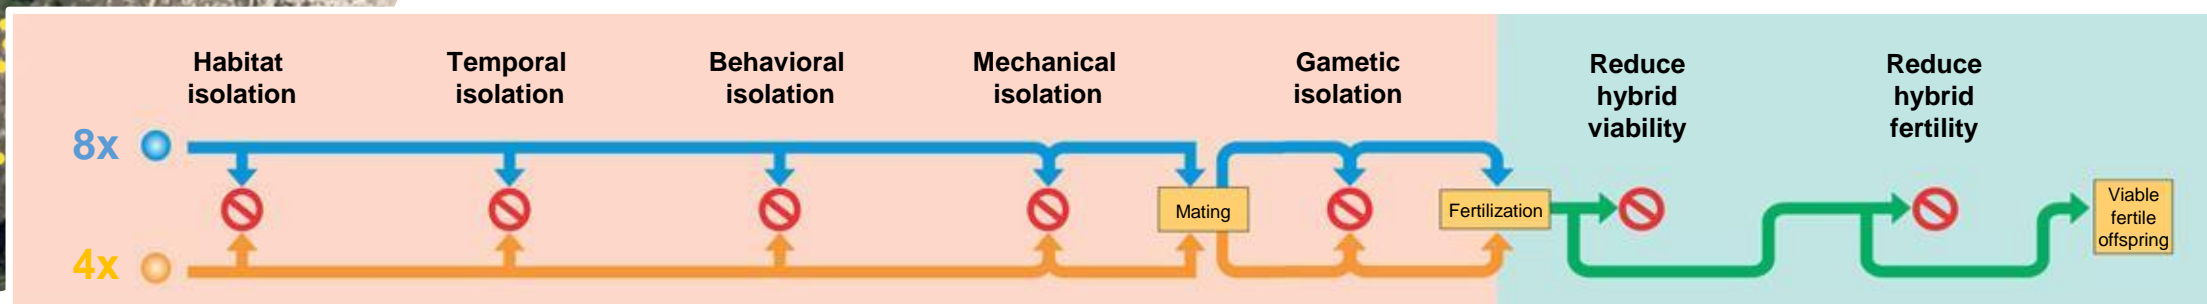 Habitat
isolation
Temporal
isolation
Behavioral
isolation
Mechanical
isolation
Gametic
isolation
Reduce
hybrid
viability
Reduce
hybrid
fertility
8x
4x
Mating
Fertilization
Viable
fertile
offspring